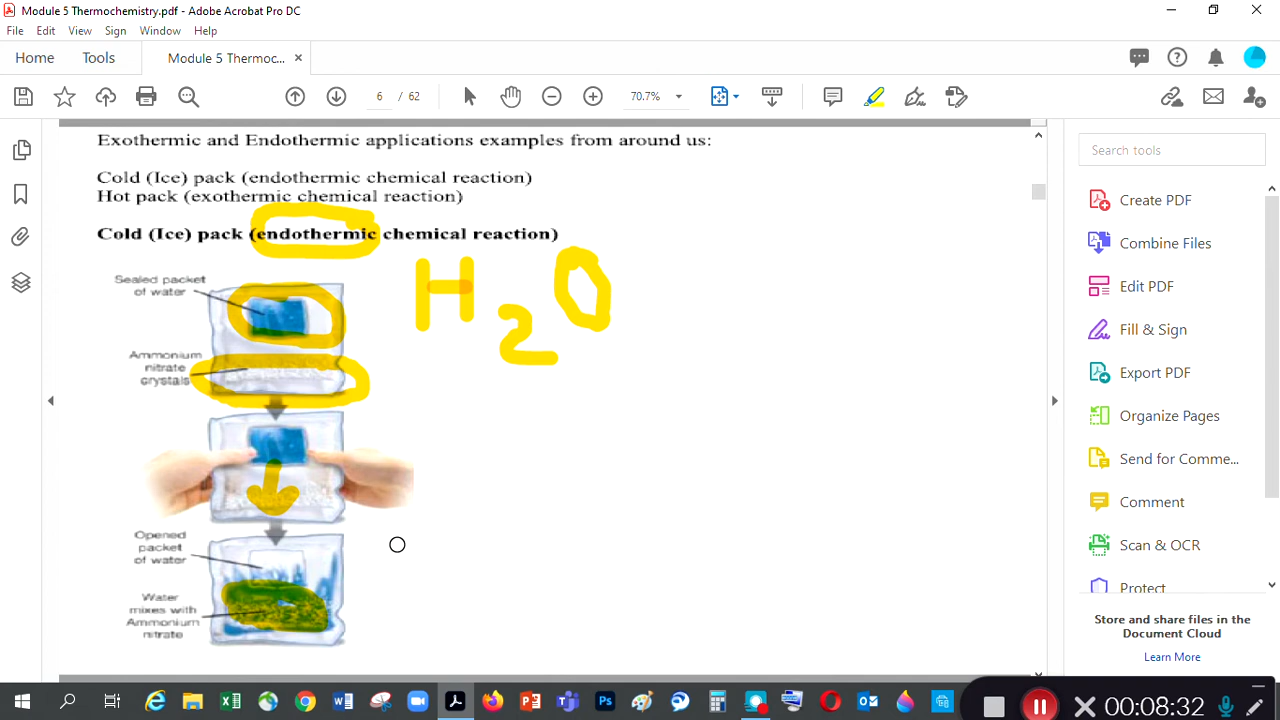 Module 5 Thermochemistry.pdf - Adobe Acrobat Pro DC
File Edit View Sign Window Help
Home Tools Module 5 Thermoc... ×
6 / 62 70.7%
Exothermic and Endothermic applications examples from around us:
Cold (Ice) pack (endothermic chemical reaction)
Hot pack (exothermic chemical reaction)
Cold (Ice) pack (endothermic chemical reaction)
Sealed packet
of water
H2O
Ammonium
nitrate
crystals
Opened
packet
of water
Water
mixes with
Ammonium
nitrate
Search tools
Create PDF
Combine Files
Edit PDF
Fill & Sign
Export PDF
Organize Pages
Send for Comme...
Comment
Scan & OCR
Protect
Store and share files in the
Document Cloud
Learn More
00:08:32